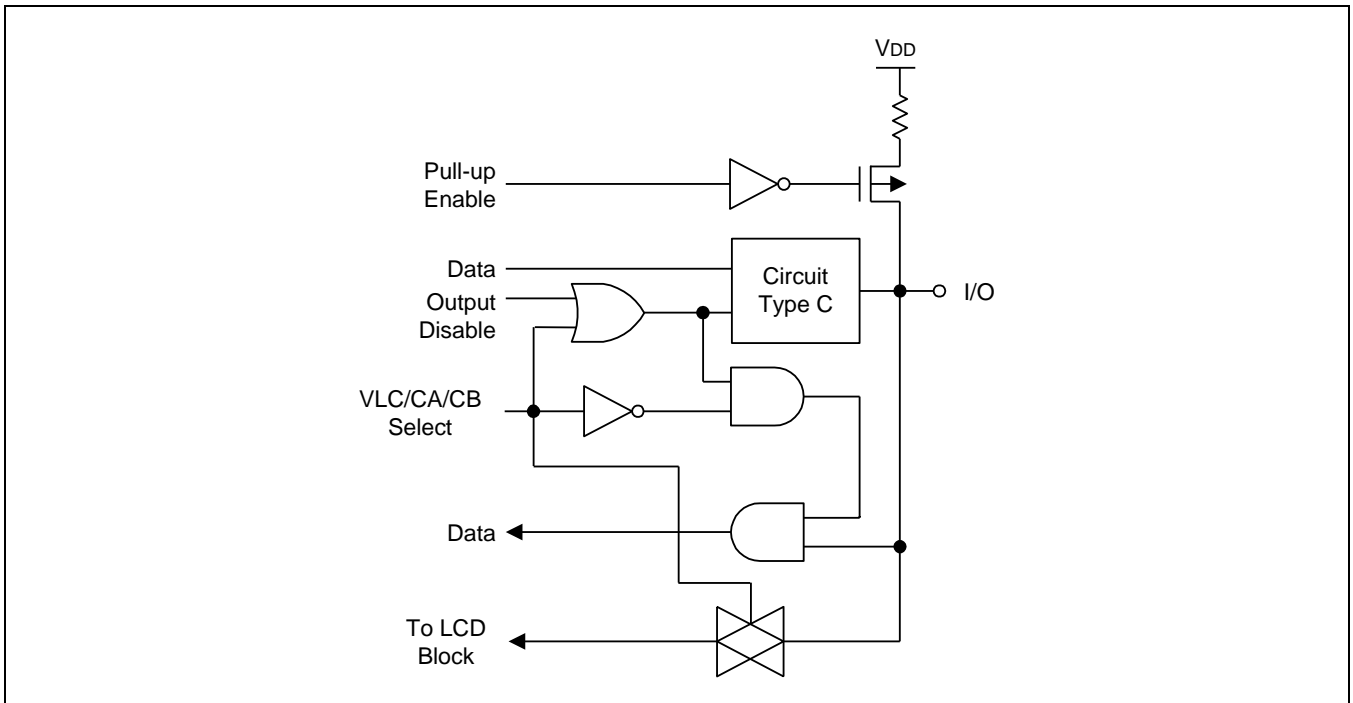 VDD
Pull-up
Enable
Data
Output
Disable
Circuit
Type C
I/O
VLC/CA/CB
Select
Data
To LCD
Block